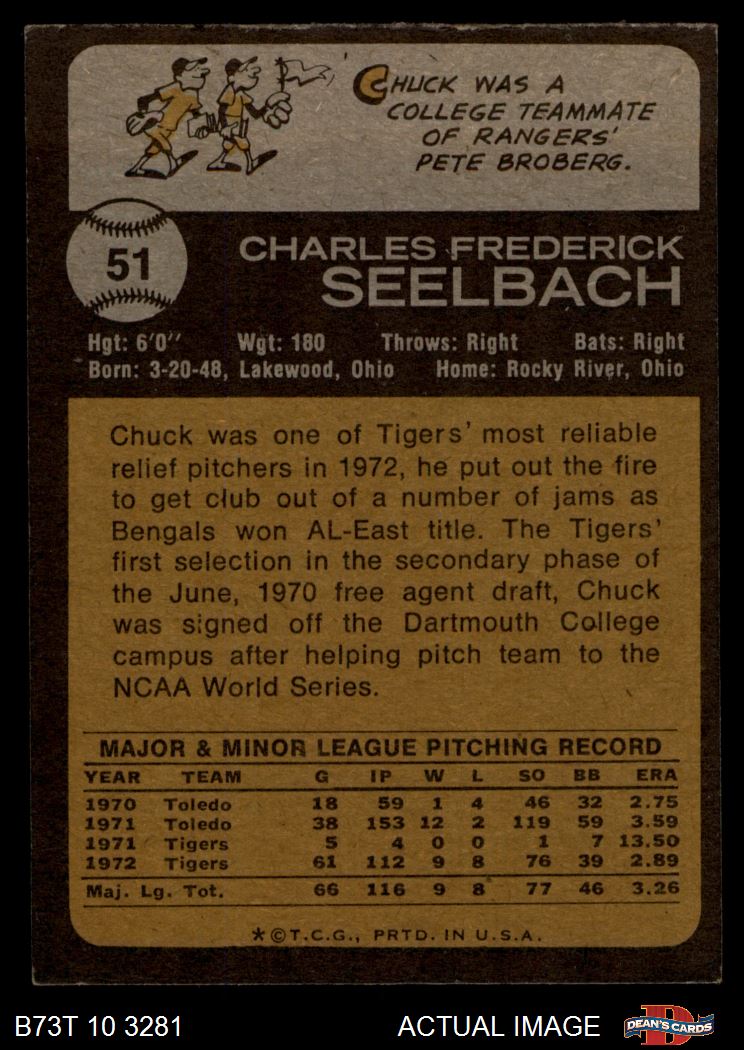 CHUCK WAS A
COLLEGE TEAMMATE
OF RANGERS'
PETE BROBERG.
51
CHARLES FREDERICK
SEELBACH
Hgt: 6'0" Wgt: 180 Throws: Right Bats: Right
Born: 3-20-48, Lakewood, Ohio Home: Rocky River, Ohio
Chuck was one of Tigers' most reliable
relief pitchers in 1972, he put out the fire
to get club out of a number of jams as
Bengals won AL-East title. The Tigers'
first selection in the secondary phase of
the June, 1970 free agent draft, Chuck
was signed off the Dartmouth College
campus after helping pitch team to the
NCAA World Series.
MAJOR & MINOR LEAGUE PITCHING RECORD
YEAR TEAM G IP W L SO BB ERA
1970 Toledo 18 59 1 4 46 32 2.75
1971 Toledo 38 153 12 2 119 59 3.59
1971 Tigers 5 4 0 0 1 7 13.50
1972 Tigers 61 112 9 8 76 39 2.89
Maj. Lg. Tot. 66 116 9 8 77 46 3.26
*©T.C.G., PRTD. IN U.S.A.
B73T 10 3281 ACTUAL IMAGE DEAN'S CARDS